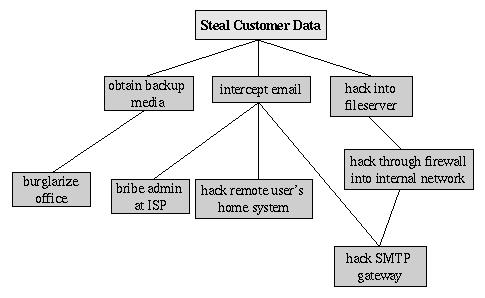 Steal Customer Data
obtain backup
media
intercept email
hack into
fileserver
burglarize
office
bribe admin
at ISP
hack remote user's
home system
hack through firewall
into internal network
hack SMTP
gateway